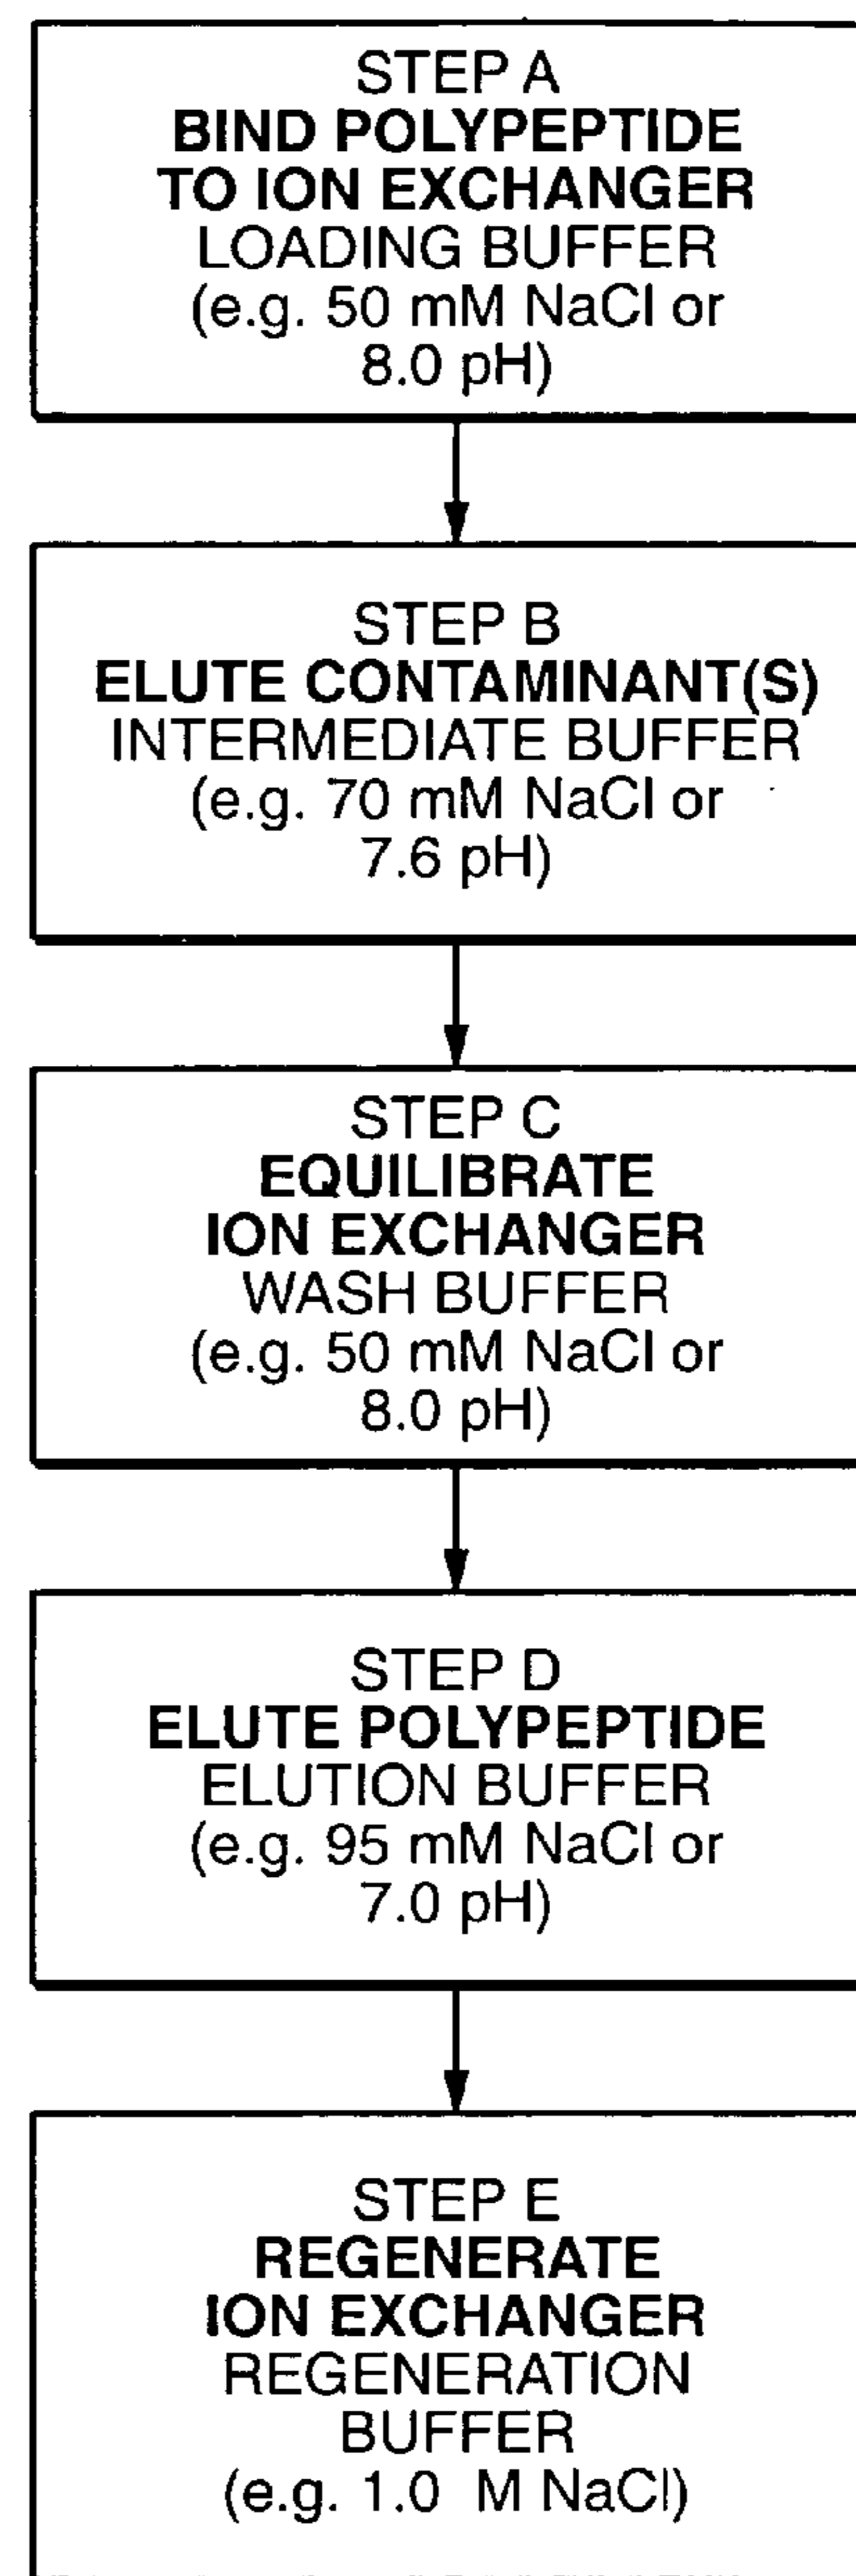 STEP A
BIND POLYPEPTIDE
TO ION EXCHANGER
LOADING BUFFER
(e.g. 50 mM NaCl or
8.0 pH)
STEP B
ELUTE CONTAMINANT(S)
INTERMEDIATE BUFFER
(e.g. 70 mM NaCl or
7.6 pH)
STEP C
EQUILIBRATE
ION EXCHANGER
WASH BUFFER
(e.g. 50 mM NaCl or
8.0 pH)
STEP D
ELUTE POLYPEPTIDE
ELUTION BUFFER
(e.g. 95 mM NaCl or
7.0 pH)
STEP E
REGENERATE
ION EXCHANGER
REGENERATION
BUFFER
(e.g. 1.0 M NaCl)